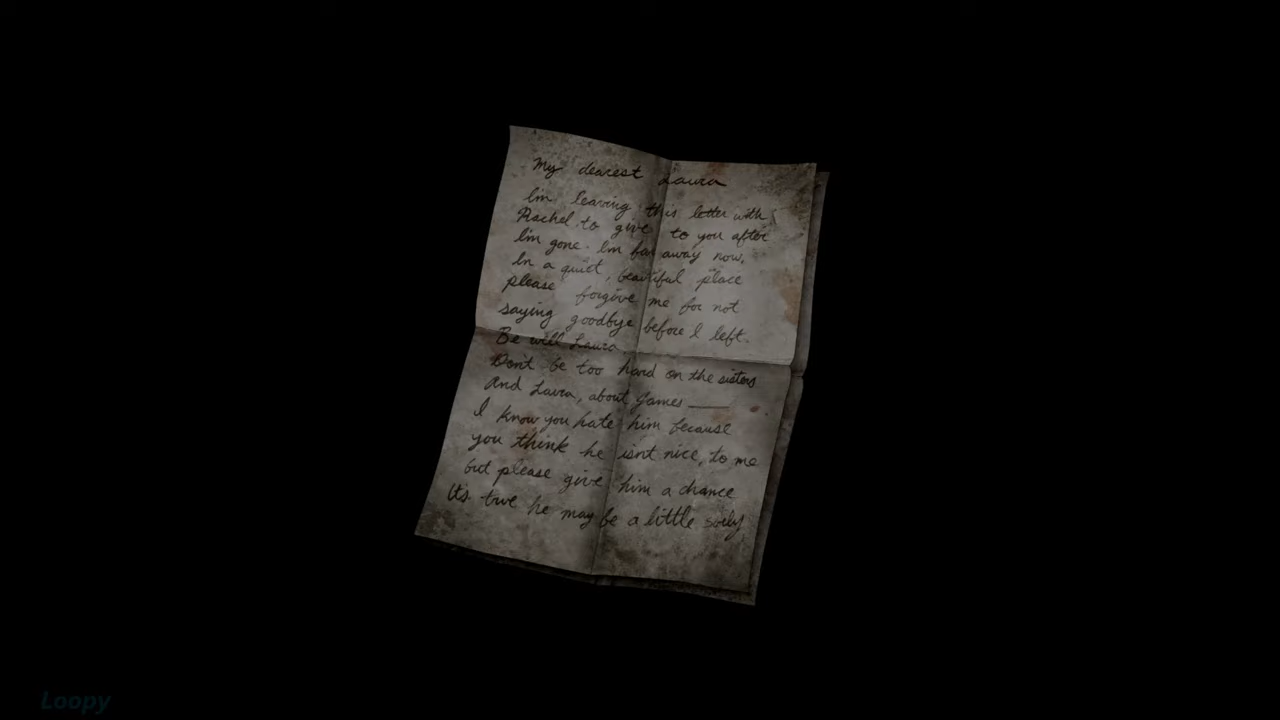 My dearest Laura
I'm leaving this letter with
Rachel to give to you after
I'm gone. I'm far away now,
In a quiet, beautiful place
please forgive me for not
saying goodbye before I left.
Be well Laura
Don't be too hard on the sisters
And Laura, about James ——
I know you hate him because
you think he isn't nice, to me
but please give him a chance
It's true he may be a little surly
Loopy